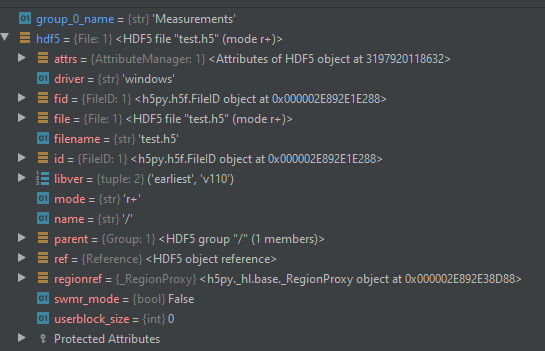 01 group_0_name = {str} 'Measurements'
hdf5 = {File: 1} <HDF5 file "test.h5" (mode r+)>
attrs = {AttributeManager: 1} <Attributes of HDF5 object at 3197920118632>
01 driver = {str} 'windows'
fid = {FileID: 1} <h5py.h5f.FileID object at 0x000002E892E1E288>
file = {File: 1} <HDF5 file "test.h5" (mode r+)>
01 filename = {str} 'test.h5'
id = {FileID: 1} <h5py.h5f.FileID object at 0x000002E892E1E288>
libver = {tuple: 2} ('earliest', 'v110')
01 mode = {str} 'r+'
01 name = {str} '/'
parent = {Group: 1} <HDF5 group "/" (1 members)>
ref = {Reference} <HDF5 object reference>
regionref = {_RegionProxy} <h5py._hl.base._RegionProxy object at 0x000002E892E38D88>
01 swmr_mode = {bool} False
01 userblock_size = {int} 0
Protected Attributes